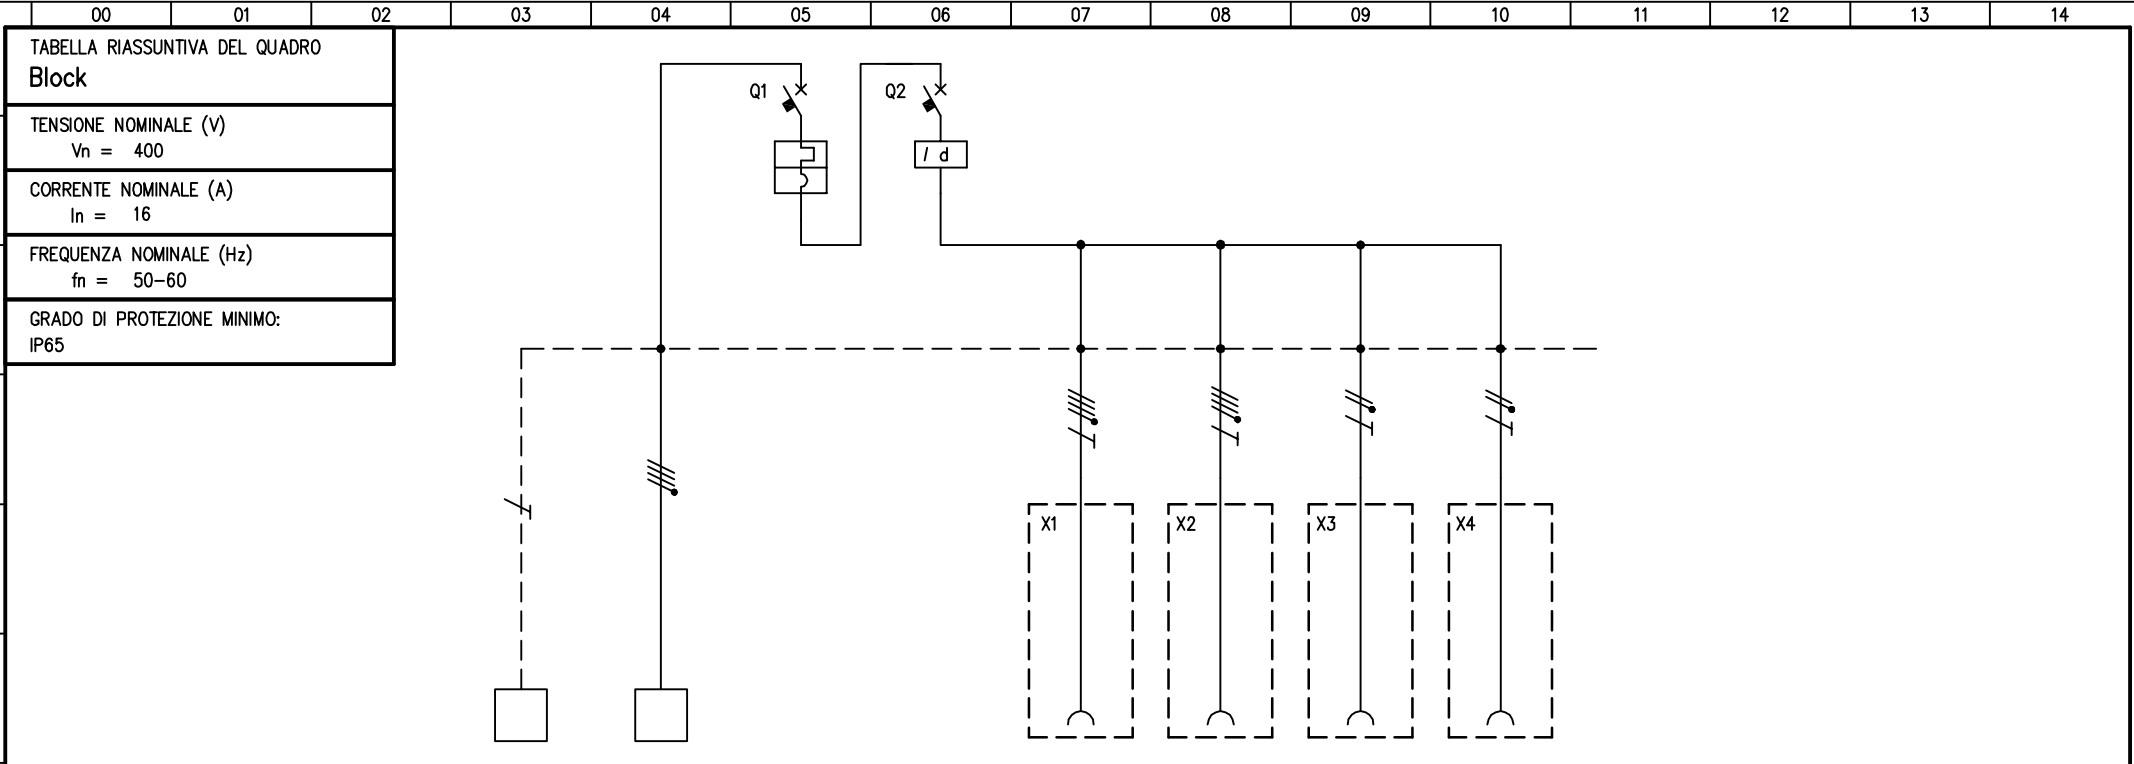 00 01 02 03 04 05 06 07 08 09 10 11 12 13 14
TABELLA RIASSUNTIVA DEL QUADRO
Block
TENSIONE NOMINALE (V)
Vn = 400
CORRENTE NOMINALE (A)
In = 16
FREQUENZA NOMINALE (Hz)
fn = 50-60
GRADO DI PROTEZIONE MINIMO:
IP65
Q1 Q2
I d
X1 X2 X3 X4